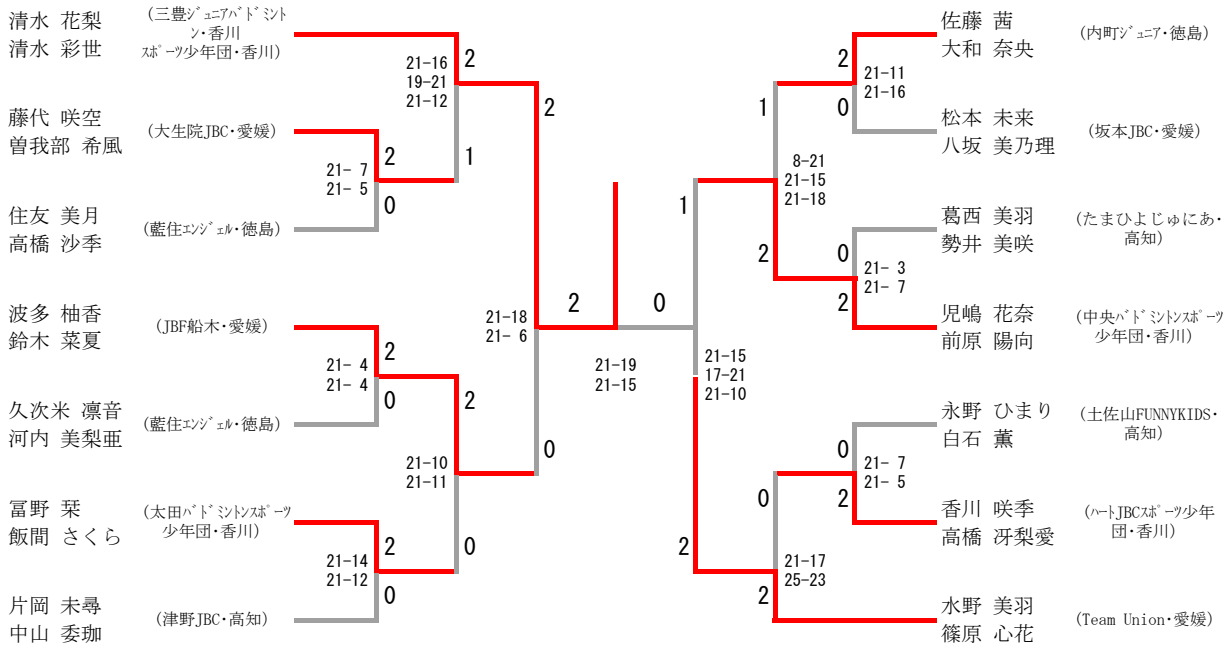 清水 花梨
清水 彩世
(三豊ｼﾞｭﾆｱﾊﾞﾄﾞﾐﾝﾄ
ﾝ・香川
ｽﾎﾟｰﾂ少年団・香川)
藤代 咲空
曽我部 希風
(大生院JBC・愛媛)
住友 美月
高橋 沙季
(藍住ｴﾝｼﾞｪﾙ・徳島)
波多 柚香
鈴木 菜夏
(JBF船木・愛媛)
久次米 凛音
河内 美梨亜
(藍住ｴﾝｼﾞｪﾙ・徳島)
冨野 栞
飯間 さくら
(太田ﾊﾞﾄﾞﾐﾝﾄﾝｽﾎﾟｰﾂ
少年団・香川)
片岡 未尋
中山 委珈
(津野JBC・高知)
21- 7
21- 5
2
0
21- 4
21- 4
2
0
21-14
21-12
2
0
21-16
19-21
21-12
2
1
21-10
21-11
2
0
21-18
21- 6
2
0
2
0
21-19
21-15
1
2
21-15
17-21
21-10
1
2
8-21
21-15
21-18
0
2
21-17
25-23
2
0
21-11
21-16
0
2
21- 3
21- 7
0
2
21- 7
21- 5
佐藤 茜
大和 奈央
(内町ｼﾞｭﾆｱ・徳島)
松本 未来
八坂 美乃理
(坂本JBC・愛媛)
葛西 美羽
勢井 美咲
(たまひよじゅにあ・
高知)
児嶋 花奈
前原 陽向
(中央ﾊﾞﾄﾞﾐﾝﾄﾝｽﾎﾟｰﾂ
少年団・香川)
永野 ひまり
白石 薫
(土佐山FUNNYKIDS・
高知)
香川 咲季
高橋 冴梨愛
(ﾊｰﾄJBCｽﾎﾟｰﾂ少年
団・香川)
水野 美羽
篠原 心花
(Team Union・愛媛)